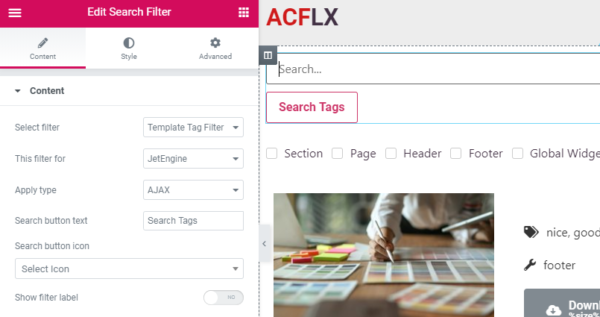 Edit Search Filter
Content
Style
Advanced
Content
Select filter
Template Tag Filter
This filter for
JetEngine
Apply type
AJAX
Search button text
Search Tags
Search button icon
Select Icon
Show filter label
NO
ACFLX
Search...
Search Tags
Section
Page
Header
Footer
Global Widge
nice, good
footer
Downl
%size%